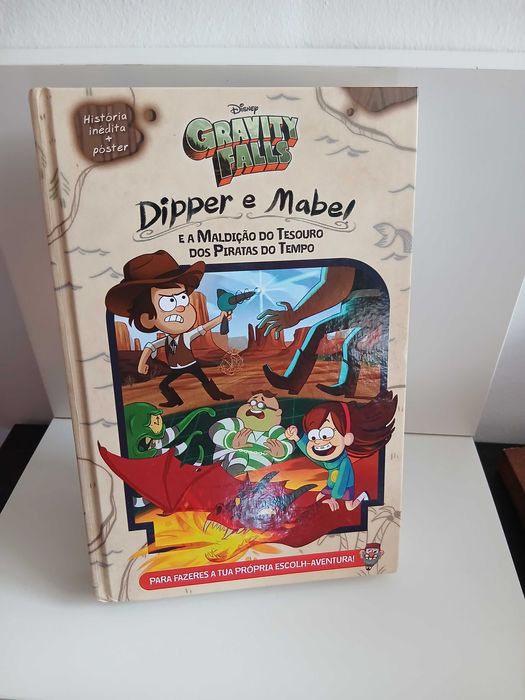 História
inédita
+
pôster
Disney
GRAVITY
FALLS
Dipper e Mabel
E A MALDIÇÃO DO TESOURO
DOS PIRATAS DO TEMPO
PARA FAZERES A TUA PRÓPRIA ESCOLH-AVENTURA!